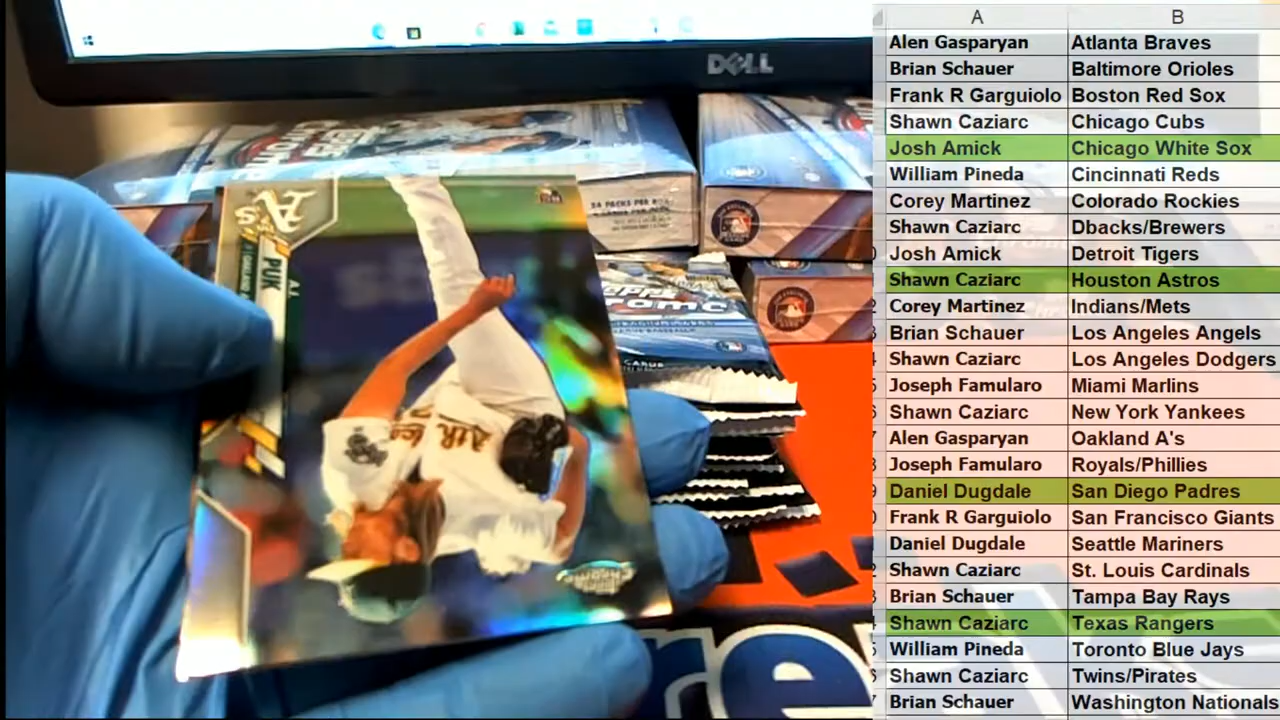 DELL
24 PACKS PER BOX
A's
A.J.
PUK
chrome
re
A B
Alen Gasparyan Atlanta Braves
Brian Schauer Baltimore Orioles
Frank R Garguiolo Boston Red Sox
Shawn Caziarc Chicago Cubs
Josh Amick Chicago White Sox
William Pineda Cincinnati Reds
Corey Martinez Colorado Rockies
Shawn Caziarc Dbacks/Brewers
Josh Amick Detroit Tigers
Shawn Caziarc Houston Astros
Corey Martinez Indians/Mets
Brian Schauer Los Angeles Angels
Shawn Caziarc Los Angeles Dodgers
Joseph Famularo Miami Marlins
Shawn Caziarc New York Yankees
Alen Gasparyan Oakland A's
Joseph Famularo Royals/Phillies
Daniel Dugdale San Diego Padres
Frank R Garguiolo San Francisco Giants
Daniel Dugdale Seattle Mariners
Shawn Caziarc St. Louis Cardinals
Brian Schauer Tampa Bay Rays
Shawn Caziarc Texas Rangers
William Pineda Toronto Blue Jays
Shawn Caziarc Twins/Pirates
Brian Schauer Washington Nationals